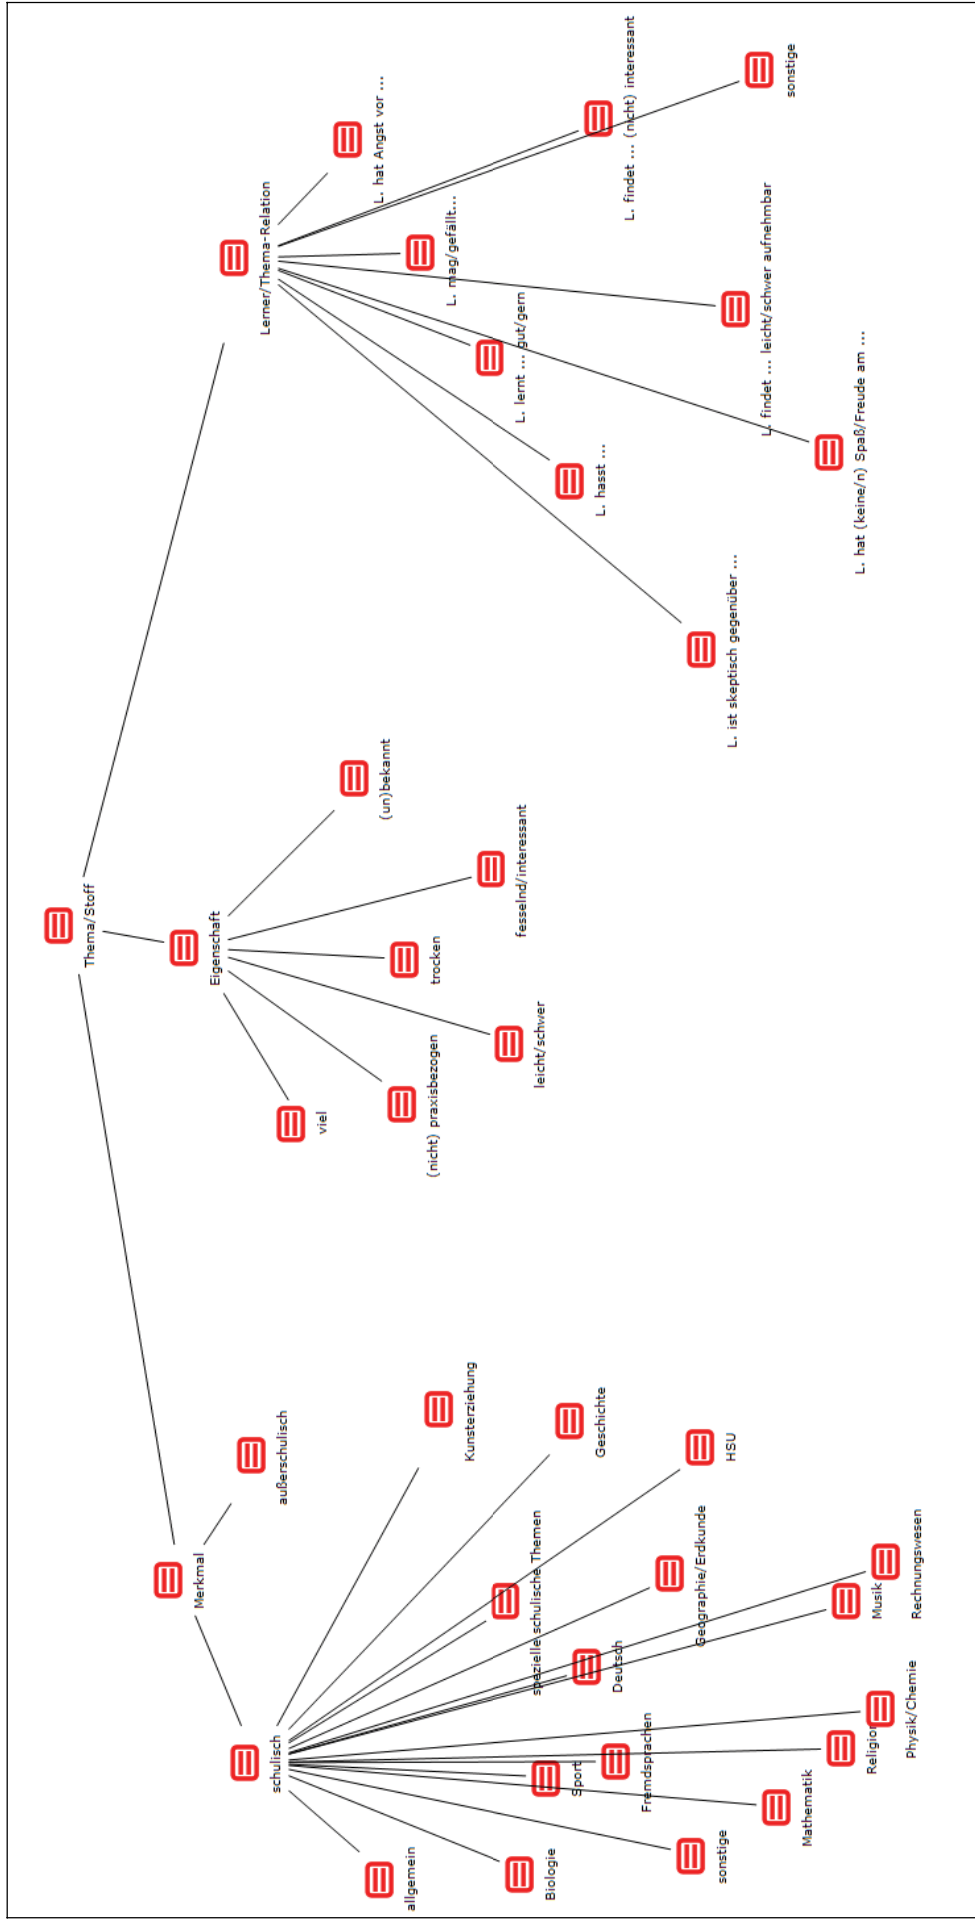 Thema/Stoff
Merkmal
Eigenschaft
Lerner/Thema-Relation
schulisch
außerschulisch
allgemein
Biologie
sonstige
Mathematik
Sport
Fremdsprachen
Religion
Physik/Chemie
Deutsch
Musik
Rechnungswesen
spezielle schulische Themen
Geographie/Erdkunde
HSU
Geschichte
Kunsterziehung
viel
(nicht) praxisbezogen
leicht/schwer
trocken
fesselnd/interessant
(un)bekannt
L. ist skeptisch gegenüber ...
L. hasst ...
L. lernt ... gut/gern
L. hat (keine/n) Spaß/Freude am ...
L. findet ... leicht/schwer aufnehmbar
L. mag/gefällt...
L. findet ... (nicht) interessant
sonstige
L. hat Angst vor ...